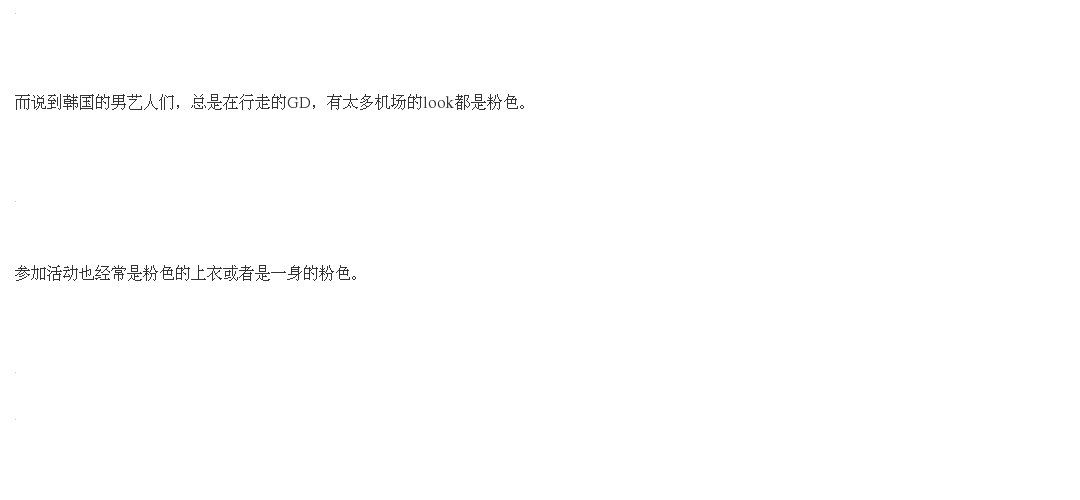 而说到韩国的男艺人们，总是在行走的GD，有太多机场的look都是粉色。
参加活动也经常是粉色的上衣或者是一身的粉色。